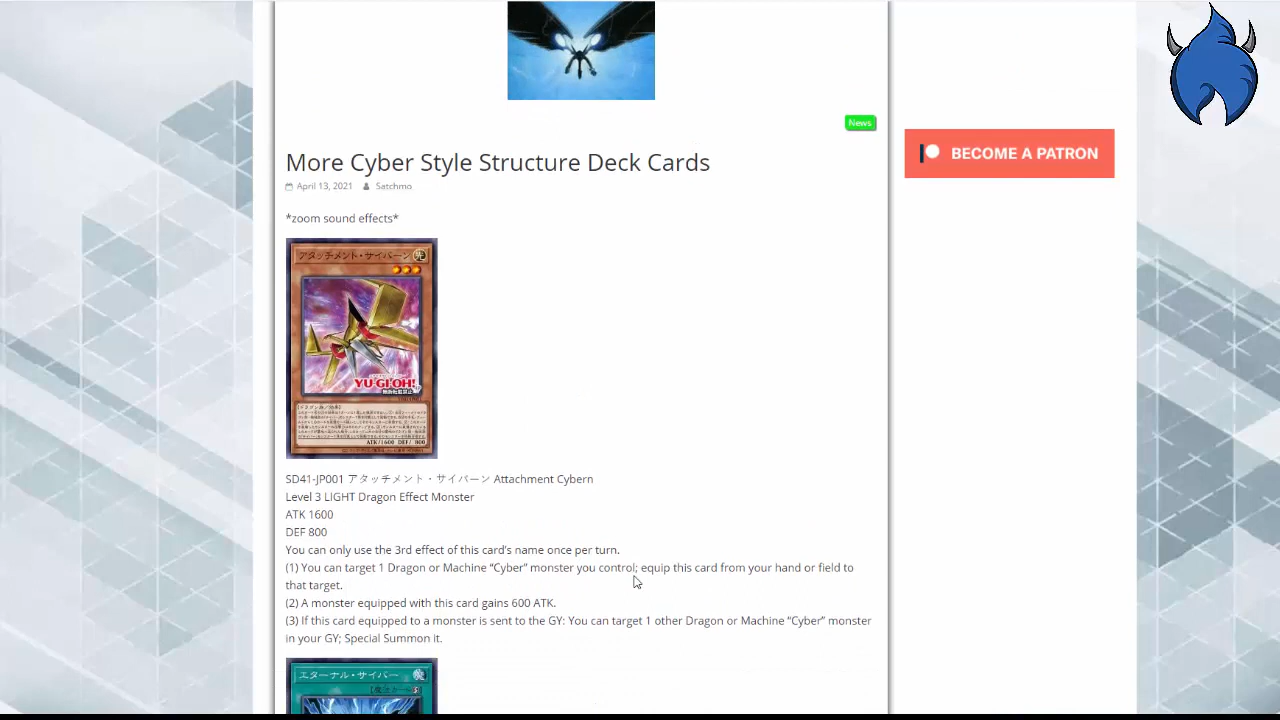 News
More Cyber Style Structure Deck Cards
April 13, 2021 Satchmo
BECOME A PATRON
*zoom sound effects*
アタッチメント・サイバーン
YU-GI-OH!
ATK/1600 DEF/ 800
SD41-JP001 アタッチメント・サイバーン Attachment Cybern
Level 3 LIGHT Dragon Effect Monster
ATK 1600
DEF 800
You can only use the 3rd effect of this card's name once per turn.
(1) You can target 1 Dragon or Machine “Cyber” monster you control; equip this card from your hand or field to
that target.
(2) A monster equipped with this card gains 600 ATK.
(3) If this card equipped to a monster is sent to the GY: You can target 1 other Dragon or Machine “Cyber” monster
in your GY; Special Summon it.
エターナル・サイバー